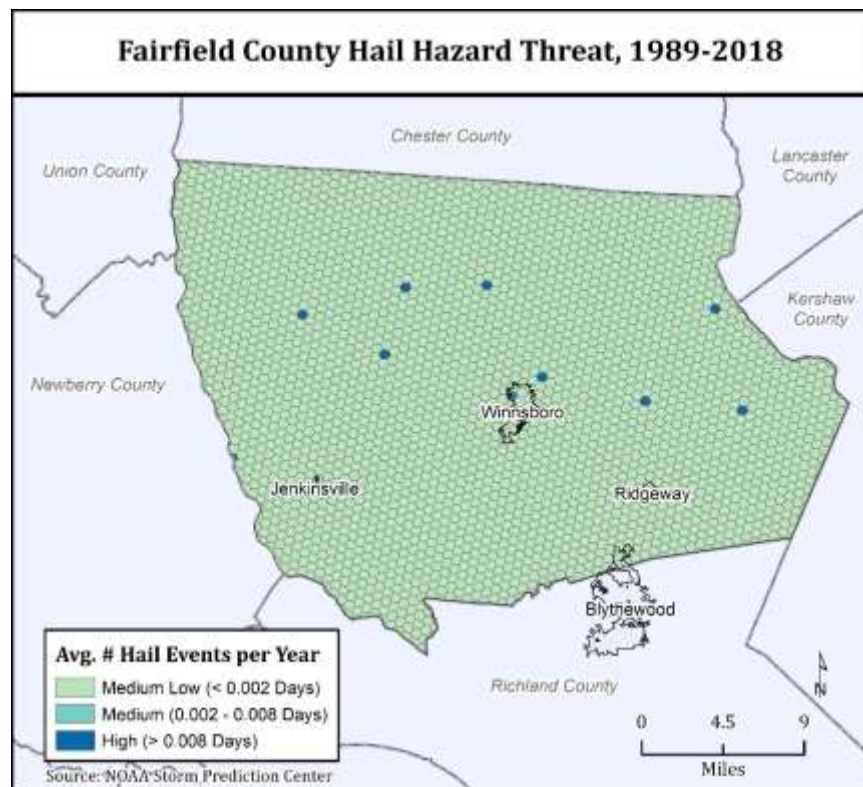 Fairfield County Hail Hazard Threat, 1989-2018
Chester County
Union County
Lancaster
County
Kershaw
County
Newberry County
Winnsboro
Jenkinsville
Ridgeway
Blythewood
Richland County
Avg. # Hail Events per Year
Medium Low (< 0.002 Days)
Medium (0.002 - 0.008 Days)
High (> 0.008 Days)
Source: NOAA Storm Prediction Center
N
0 4.5 9
Miles